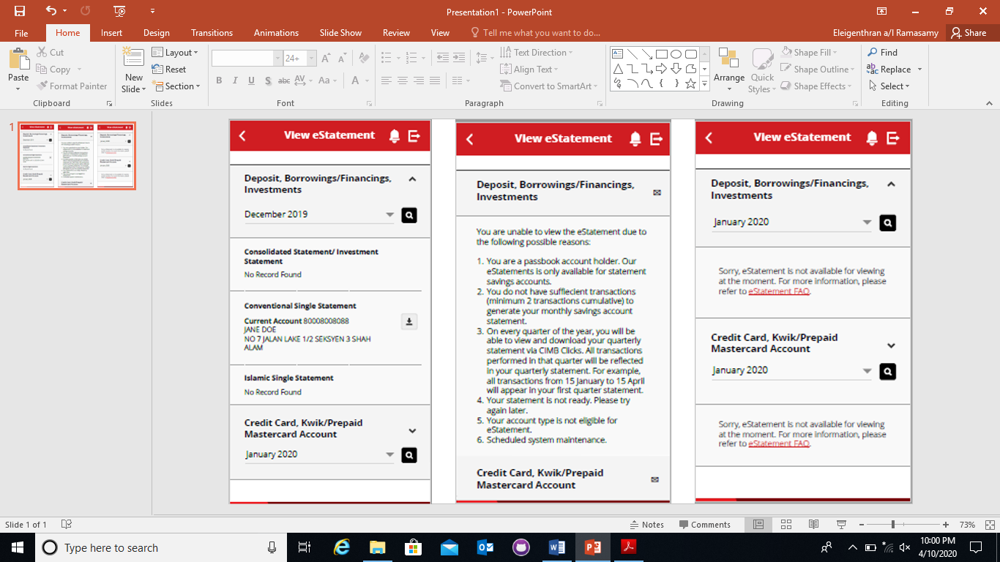 Presentation1 - PowerPoint
File Home Insert Design Transitions Animations Slide Show Review View Tell me what you want to do... Eleigenthran a/l Ramasamy Share
Paste
Cut
Copy
Format Painter
Clipboard
New
Slide
Layout
Reset
Section
Slides
24+
B I U S abc AV Aa A
Font
Text Direction
Align Text
Convert to SmartArt
Paragraph
Arrange
Quick
Styles
Shape Fill
Shape Outline
Shape Effects
Drawing
Find
Replace
Select
Editing
1
View eStatement
Deposit, Borrowings/Financings,
Investments
December 2019
Consolidated Statement/ Investment
Statement
No Record Found
Conventional Single Statement
Current Account 80008008088
JANE DOE
NO 7 JALAN LAKE 1/2 SEKSYEN 3 SHAH
ALAM
Islamic Single Statement
No Record Found
Credit Card, Kwik/Prepaid
Mastercard Account
January 2020
View eStatement
Deposit, Borrowings/Financings,
Investments
You are unable to view the eStatement due to
the following possible reasons:
1. You are a passbook account holder. Our
eStatements is only available for statement
savings accounts.
2. You do not have suffiecient transactions
(minimum 2 transactions cumulative) to
generate your monthly savings account
statement.
3. On every quarter of the year, you will be
able to view and download your quarterly
statement via CIMB Clicks. All transactions
performed in that quarter will be reflected
in your quarterly statement. For example,
all transactions from 15 January to 15 April
will appear in your first quarter statement.
4. Your statement is not ready. Please try
again later.
5. Your account type is not eligible for
eStatement.
6. Scheduled system maintenance.
Credit Card, Kwik/Prepaid
Mastercard Account
View eStatement
Deposit, Borrowings/Financings,
Investments
January 2020
Sorry, eStatement is not available for viewing
at the moment. For more information, please
refer to eStatement FAQ.
Credit Card, Kwik/Prepaid
Mastercard Account
January 2020
Sorry, eStatement is not available for viewing
at the moment. For more information, please
refer to eStatement FAQ.
Slide 1 of 1
Notes Comments 73%
Type here to search
10:00 PM
4/10/2020